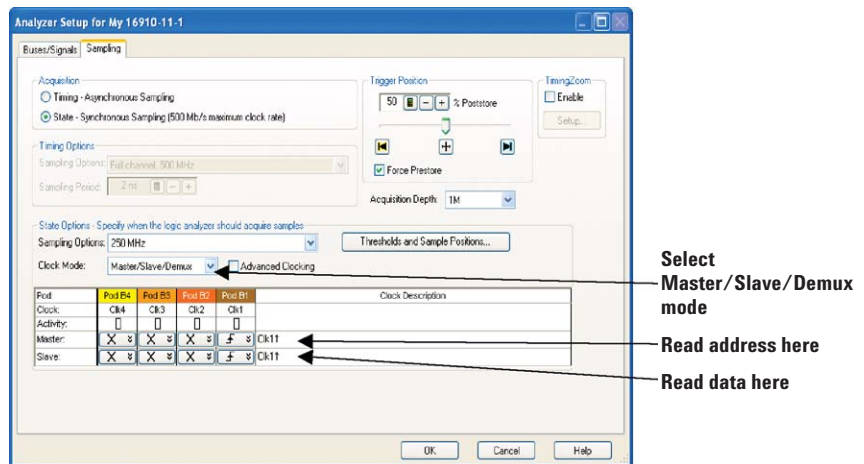 Analyzer Setup for My 16910-11-1
Buses/Signals Sampling
Acquisition
Timing - Asynchronous Sampling
State - Synchronous Sampling (500 Mb/s maximum clock rate)
Timing Options
Sampling Options: Full channel, 500 MHz
Sampling Period: 2 ns - +
Trigger Position
50 - + % Poststore
Force Prestore
Acquisition Depth: 1M
TimingZoom
Enable
Setup...
State Options - Specify when the logic analyzer should acquire samples
Sampling Options: 250 MHz
Thresholds and Sample Positions...
Clock Mode: Master/Slave/Demux Advanced Clocking
Pod Pod B4 Pod B3 Pod B2 Pod B1 Clock Description
Clock: Clk4 Clk3 Clk2 Clk1
Activity:
Master: X X X Clk1↑
Slave: X X X Clk1↑
OK Cancel Help
Select
Master/Slave/Demux
mode
Read address here
Read data here